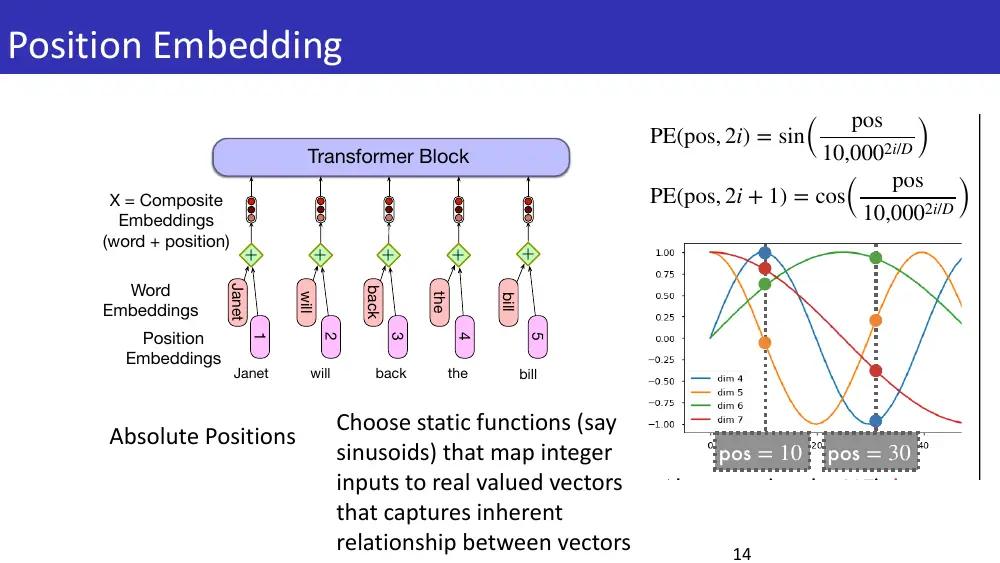 Position Embedding
Transformer Block
X = Composite
Embeddings
(word + position)
Word
Embeddings
Janet
will
back
the
bill
Position
Embeddings
1
2
3
4
5
Janet
will
back
the
bill
Absolute Positions
Choose static functions (say
sinusoids) that map integer
inputs to real valued vectors
that captures inherent
relationship between vectors
PE(pos, 2i) = sin(pos / 10,000^{2i/D})
PE(pos, 2i + 1) = cos(pos / 10,000^{2i/D})
1.00
0.75
0.50
0.25
0.00
−0.25
−0.50
−0.75
−1.00
dim 4
dim 5
dim 6
dim 7
20
40
pos = 10
pos = 30
14